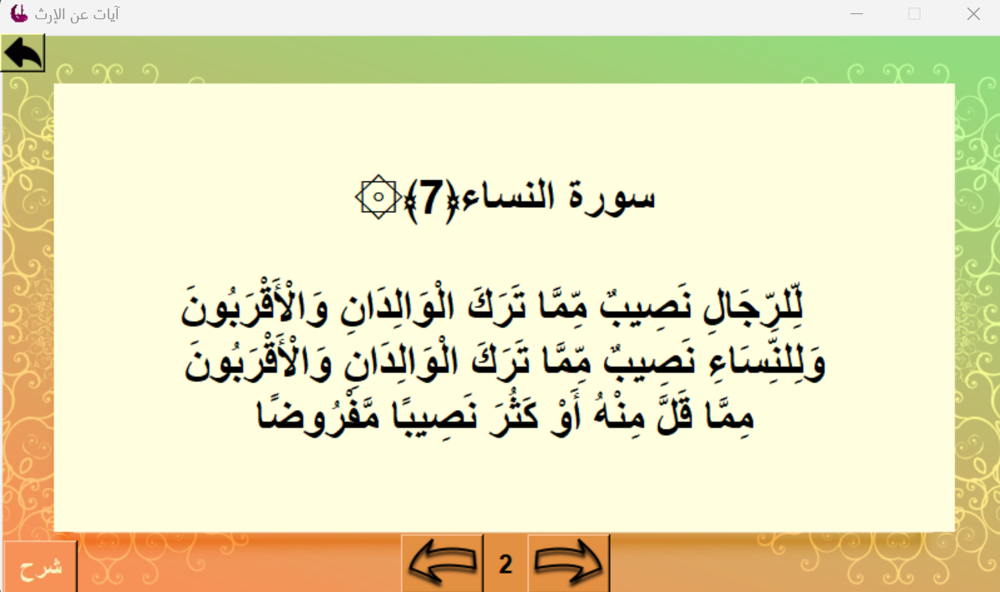 آيات عن الإرث
سورة النساء﴿7﴾۞
لِّلرِّجَالِ نَصِيبٌ مِّمَّا تَرَكَ الْوَالِدَانِ وَالْأَقْرَبُونَ
وَلِلنِّسَاءِ نَصِيبٌ مِّمَّا تَرَكَ الْوَالِدَانِ وَالْأَقْرَبُونَ
مِمَّا قَلَّ مِنْهُ أَوْ كَثُرَ نَصِيبًا مَّفْرُوضًا
2
شرح